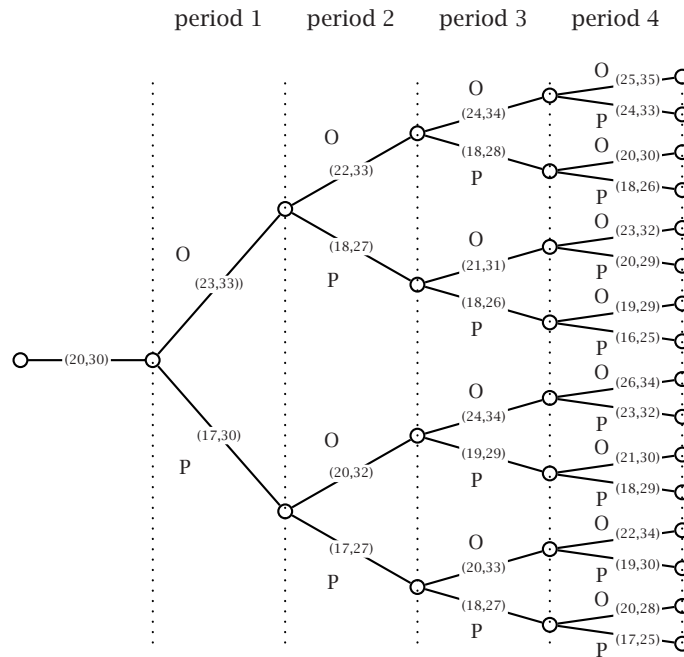 period 1 period 2 period 3 period 4
O (25,35)
O
(24,34) (24,33)
P
O
O (20,30)
(22,33) (18,28)
P (18,26)
P
O (23,32)
O
O (18,27) (21,31) (20,29)
P
(23,33)) P O (19,29)
(18,26)
P (16,25)
P
(20,30)
O (26,34)
O
(24,34) (23,32)
P
(17,30) O
O (21,30)
P (20,32) (19,29)
P (18,29)
P
O (22,34)
O
(17,27) (20,33) (19,30)
P
P O (20,28)
(18,27)
P (17,25)
P